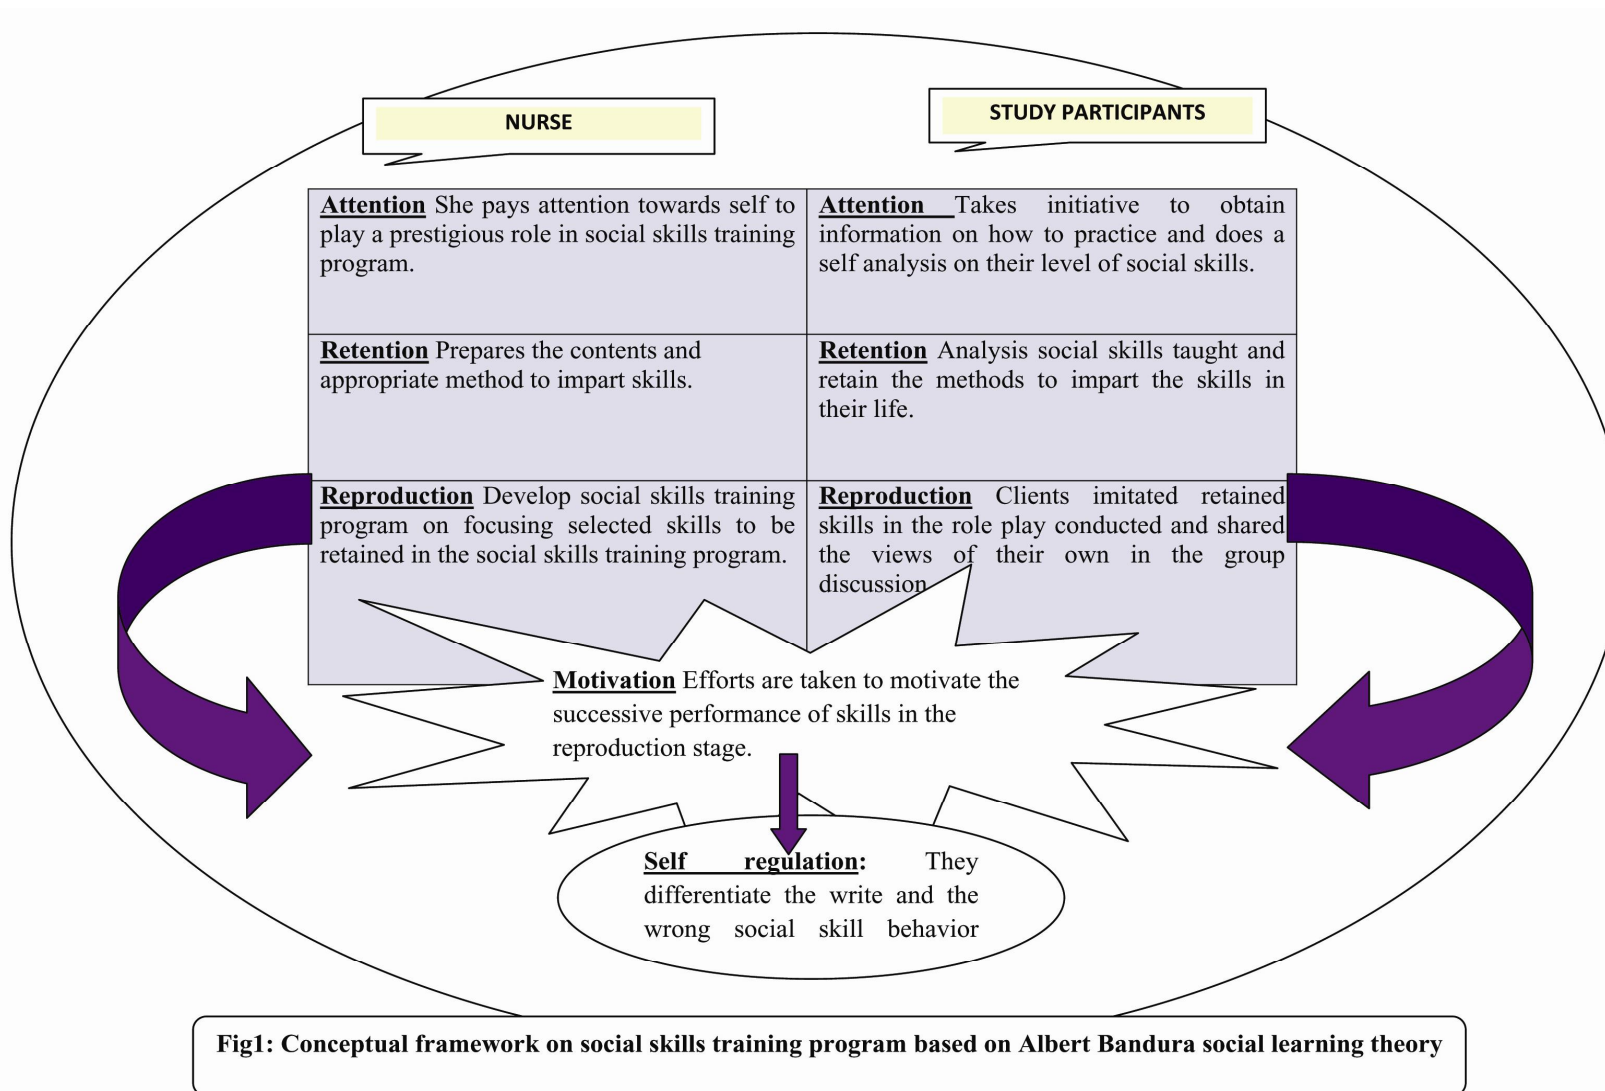 NURSE
STUDY PARTICIPANTS
Attention She pays attention towards self to
play a prestigious role in social skills training
program.
Attention Takes initiative to obtain
information on how to practice and does a
self analysis on their level of social skills.
Retention Prepares the contents and
appropriate method to impart skills.
Retention Analysis social skills taught and
retain the methods to impart the skills in
their life.
Reproduction Develop social skills training
program on focusing selected skills to be
retained in the social skills training program.
Reproduction Clients imitated retained
skills in the role play conducted and shared
the views of their own in the group
discussion
Motivation Efforts are taken to motivate the
successive performance of skills in the
reproduction stage.
Self regulation: They
differentiate the write and the
wrong social skill behavior
Fig1: Conceptual framework on social skills training program based on Albert Bandura social learning theory